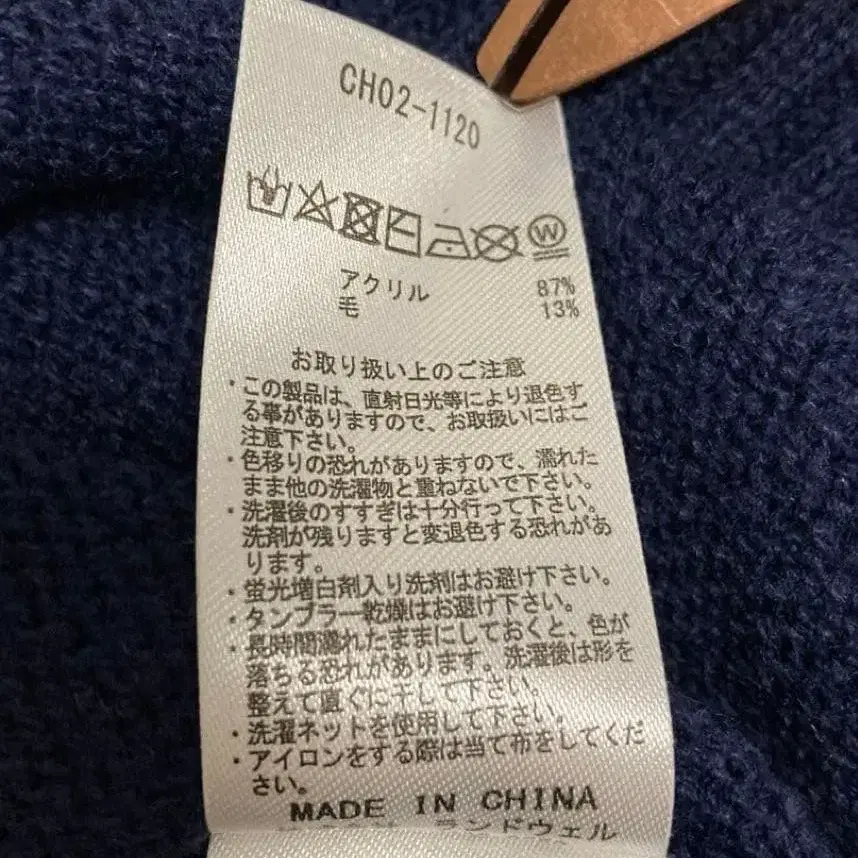 CH02-1120
W
アクリル 87%
毛 13%
お取り扱い上のご注意
・この製品は、直射日光等により退色す
る事がありますので、お取扱いにはご
注意下さい。
・色移りの恐れがありますので、濡れた
まま他の洗濯物と重ねないで下さい。
・洗濯後のすすぎは十分行って下さい。
洗剤が残りますと変退色する恐れがあ
ります。
・蛍光増白剤入り洗剤はお避け下さい。
・タンブラー乾燥はお避け下さい。
・長時間濡れたままにしておくと、色が
落ちる恐れがあります。洗濯後は形を
整えて直ぐに干して下さい。
・洗濯ネットを使用して下さい。
・アイロンをする際は当て布をしてくだ
さい。
MADE IN CHINA
ランドウェル